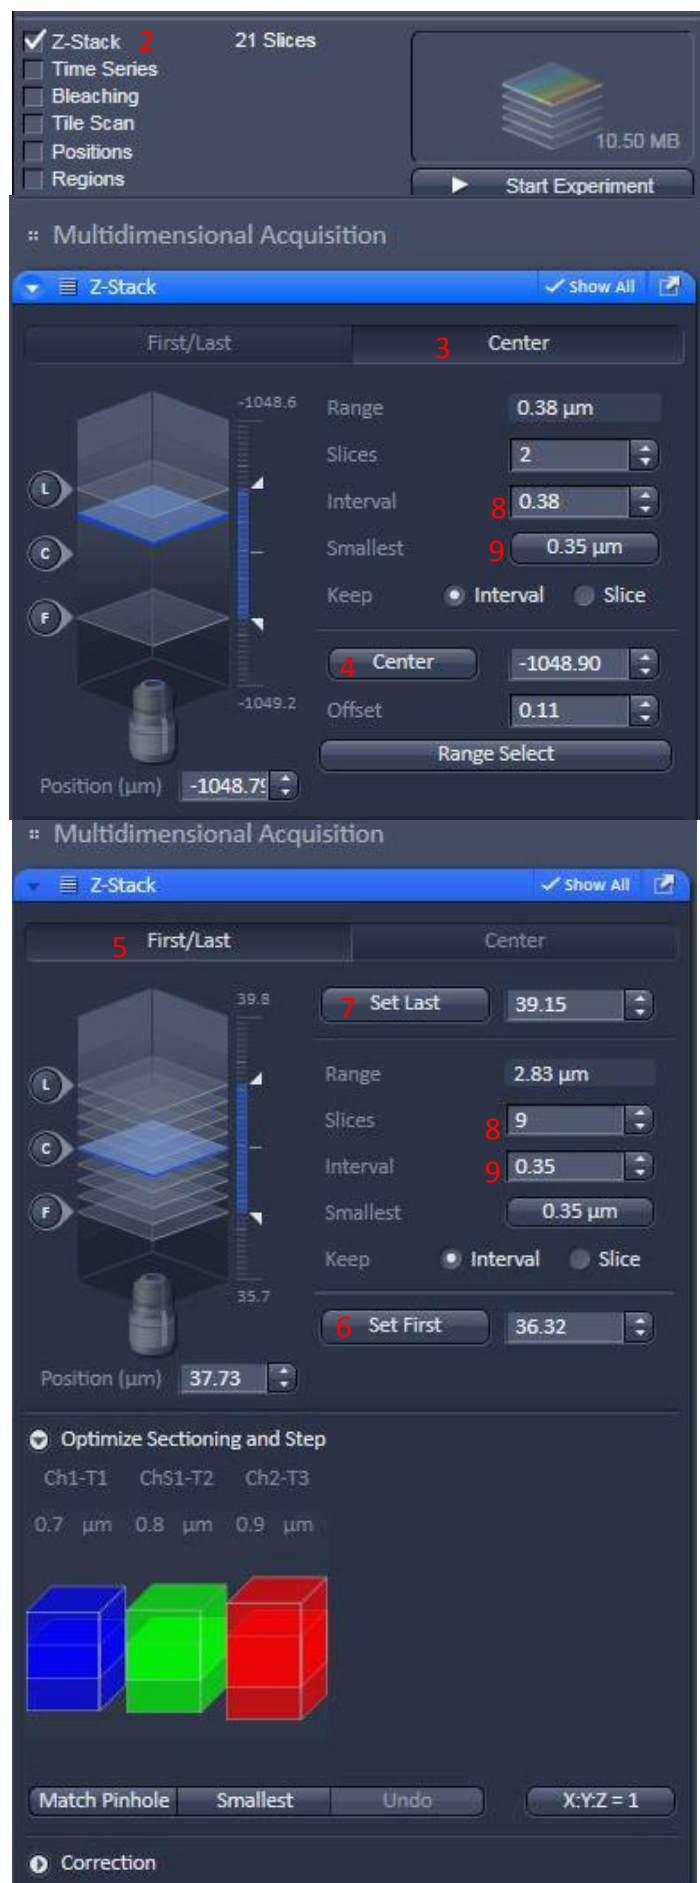 Z-Stack 2 21 Slices
Time Series
Bleaching
Tile Scan
Positions
Regions
10.50 MB
Start Experiment
Multidimensional Acquisition
Z-Stack Show All
First/Last 3 Center
-1048.6 Range 0.38 µm
Slices 2
L Interval 8 0.38
C Smallest 9 0.35 µm
F Keep Interval Slice
4 Center -1048.90
-1049.2 Offset 0.11
Range Select
Position (µm) -1048.79
Multidimensional Acquisition
Z-Stack Show All
5 First/Last Center
39.8 7 Set Last 39.15
L Range 2.83 µm
Slices 8 9
C Interval 9 0.35
F Smallest 0.35 µm
Keep Interval Slice
35.7
6 Set First 36.32
Position (µm) 37.73
Optimize Sectioning and Step
Ch1-T1 ChS1-T2 Ch2-T3
0.7 µm 0.8 µm 0.9 µm
Match Pinhole Smallest Undo X:Y:Z = 1
Correction